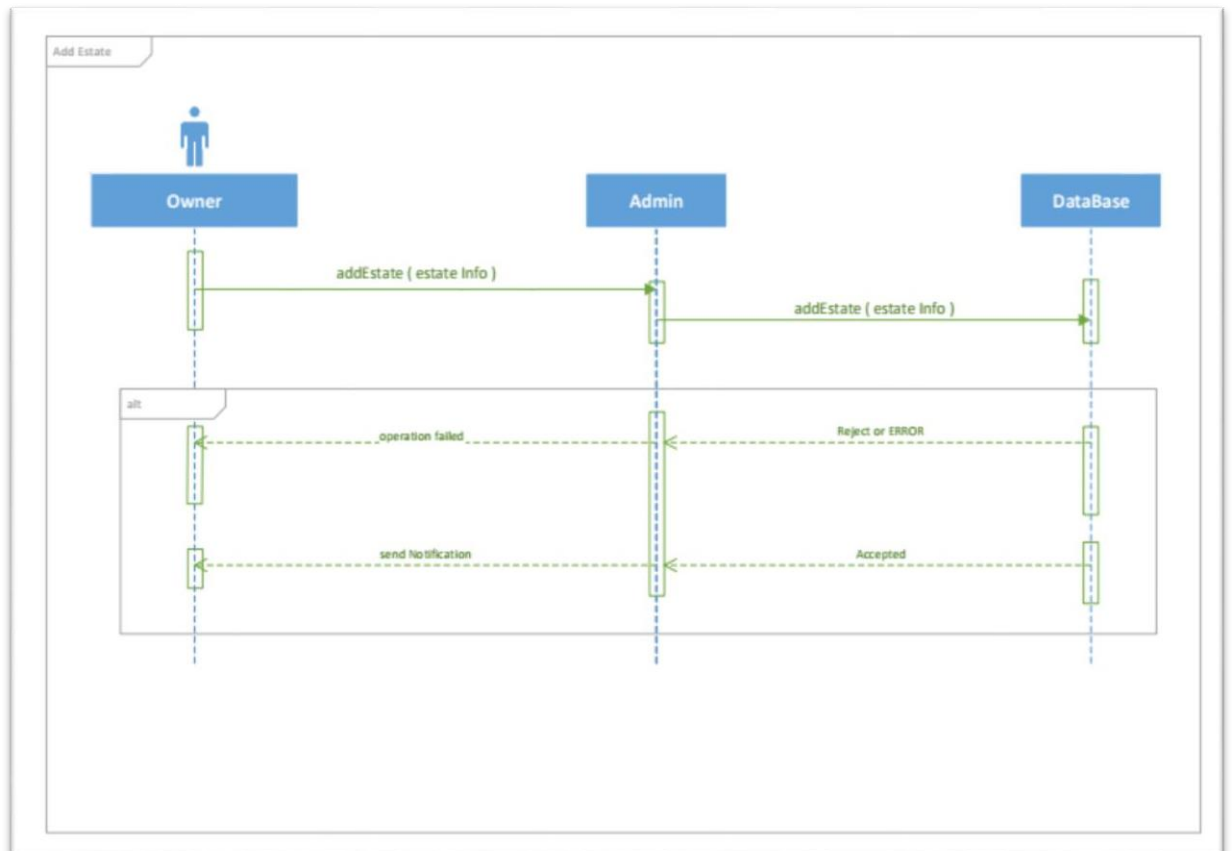 Add Estate
Owner
Admin
DataBase
addEstate ( estate Info )
addEstate ( estate Info )
alt
operation failed
Reject or ERROR
send Notification
Accepted